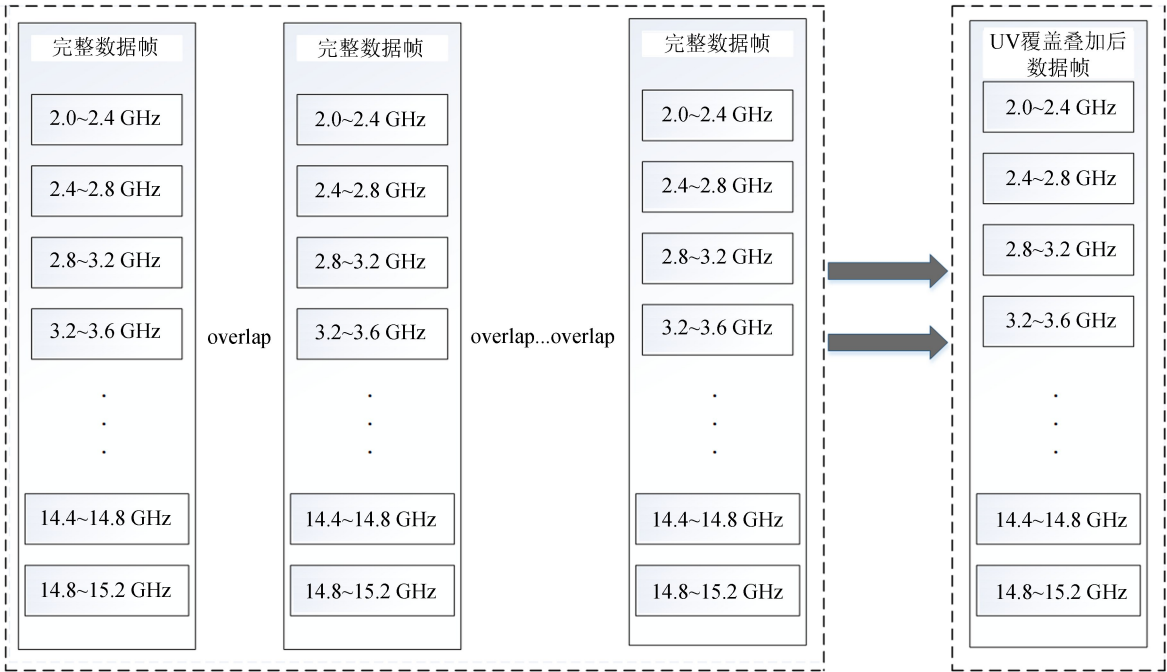 完整数据帧
2.0~2.4 GHz
2.4~2.8 GHz
2.8~3.2 GHz
3.2~3.6 GHz
.
.
.
14.4~14.8 GHz
14.8~15.2 GHz
overlap
完整数据帧
2.0~2.4 GHz
2.4~2.8 GHz
2.8~3.2 GHz
3.2~3.6 GHz
.
.
.
14.4~14.8 GHz
14.8~15.2 GHz
overlap...overlap
完整数据帧
2.0~2.4 GHz
2.4~2.8 GHz
2.8~3.2 GHz
3.2~3.6 GHz
.
.
.
14.4~14.8 GHz
14.8~15.2 GHz
UV覆盖叠加后
数据帧
2.0~2.4 GHz
2.4~2.8 GHz
2.8~3.2 GHz
3.2~3.6 GHz
.
.
.
14.4~14.8 GHz
14.8~15.2 GHz